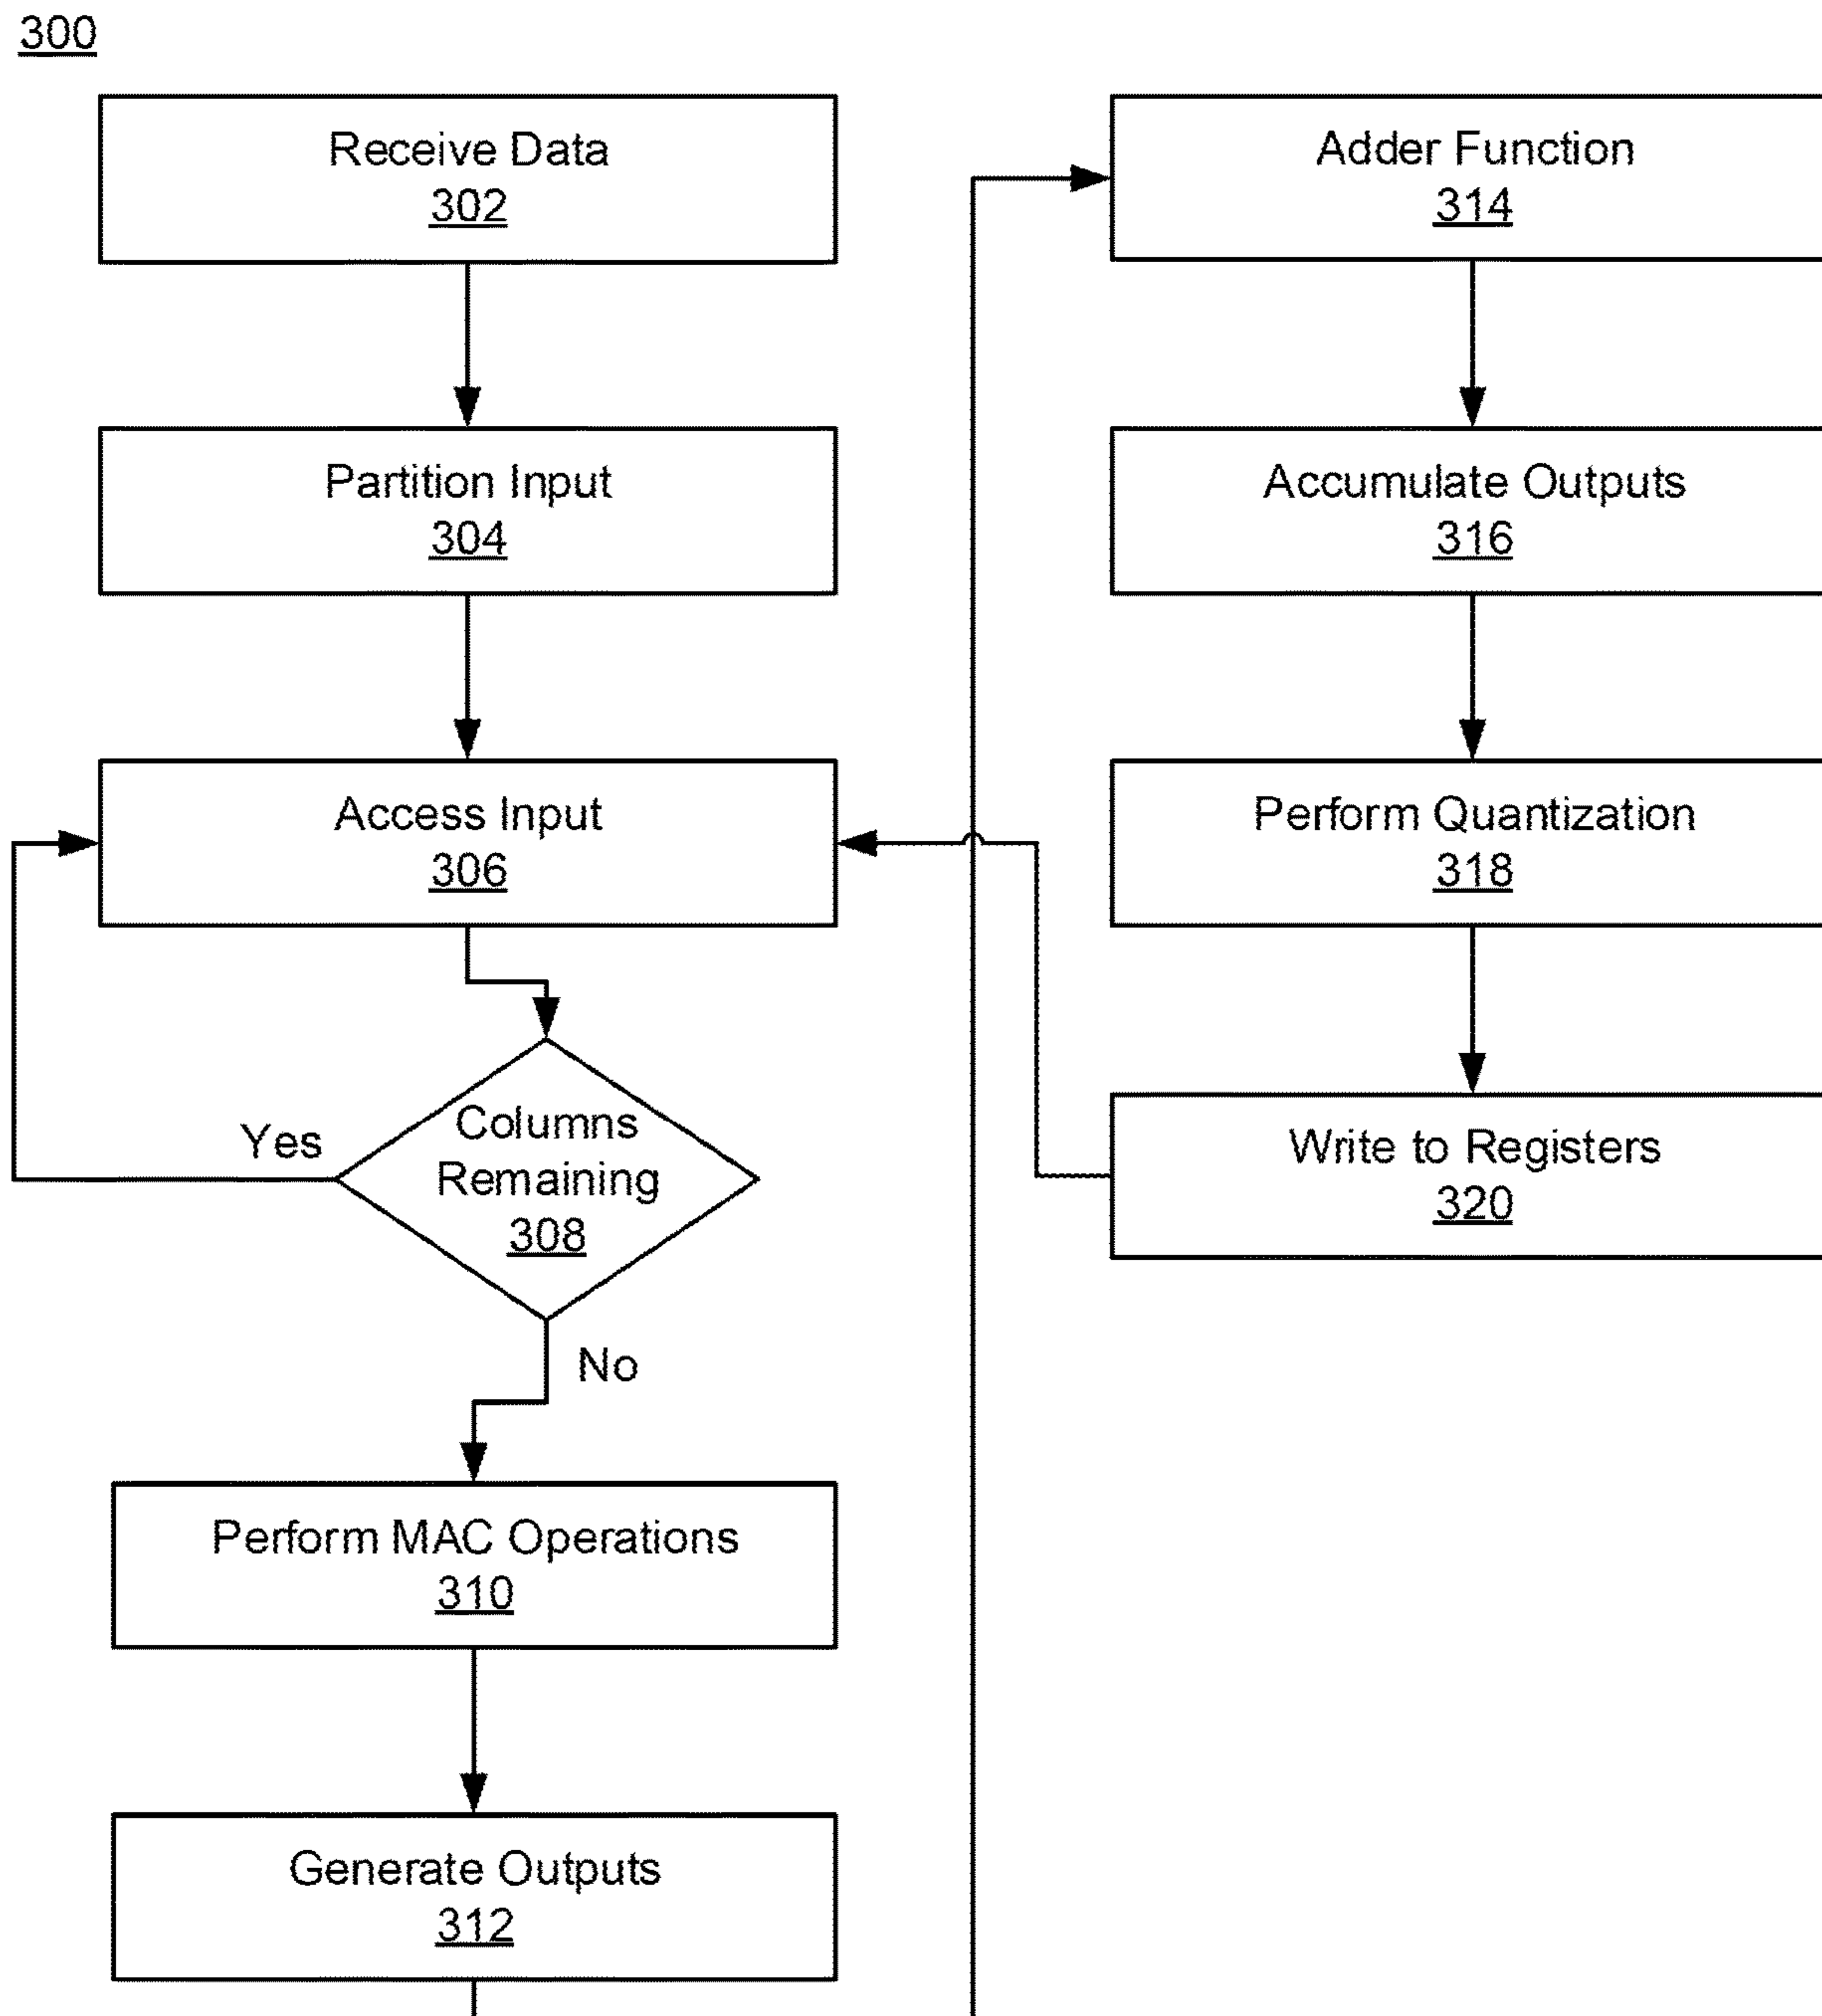 300
Receive Data
302
Partition Input
304
Access Input
306
Columns
Remaining
308
Yes
No
Perform MAC Operations
310
Generate Outputs
312
Adder Function
314
Accumulate Outputs
316
Perform Quantization
318
Write to Registers
320